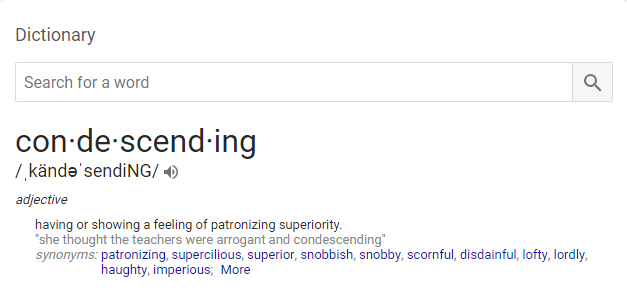 Dictionary
Search for a word
con·de·scend·ing
/ˌkändəˈsendiNG/
adjective
having or showing a feeling of patronizing superiority.
"she thought the teachers were arrogant and condescending"
synonyms: patronizing, supercilious, superior, snobbish, snobby, scornful, disdainful, lofty, lordly,
haughty, imperious; More